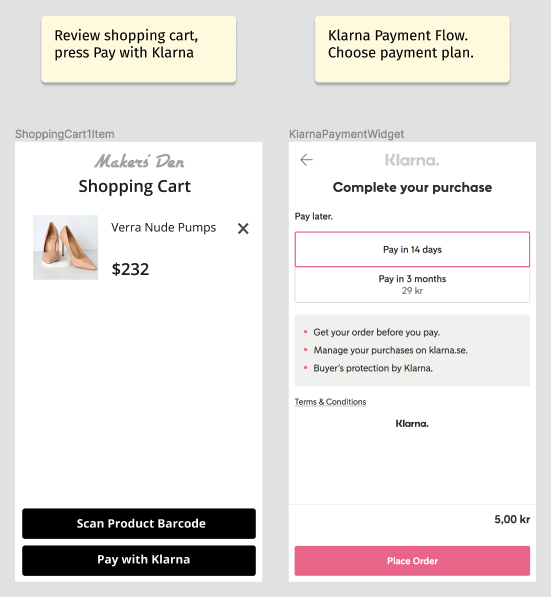 Review shopping cart,
press Pay with Klarna
Klarna Payment Flow.
Choose payment plan.
ShoppingCart1Item
Makers' Den
Shopping Cart
Verra Nude Pumps
$232
Scan Product Barcode
Pay with Klarna
KlarnaPaymentWidget
Klarna.
Complete your purchase
Pay later.
Pay in 14 days
Pay in 3 months
29 kr
Get your order before you pay.
Manage your purchases on klarna.se.
Buyer's protection by Klarna.
Terms & Conditions
Klarna.
5,00 kr
Place Order